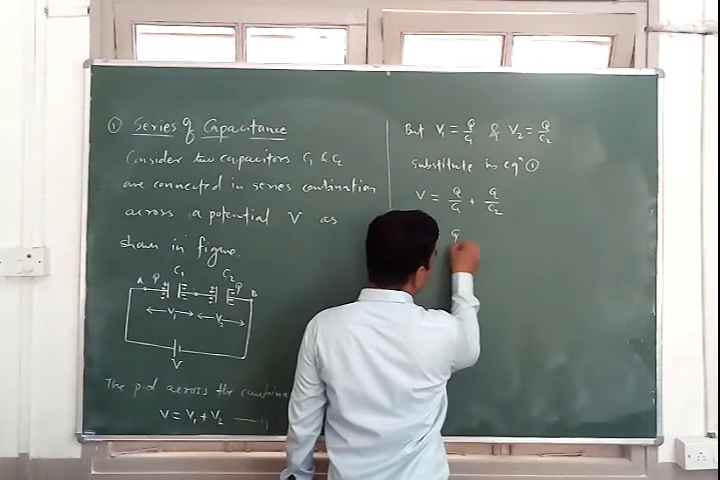 ① Series of Capacitance
Consider two capacitors C₁ & C₂
are connected in series combination
across a potential V as
shown in figure.
C₁ C₂
A Q Q B
V₁ V₂
V
The p.d across the combina
V = V₁ + V₂ — 1)
But V₁ = Q/C₁ & V₂ = Q/C₂
substitute in eqⁿ ①
V = Q/C₁ + Q/C₂